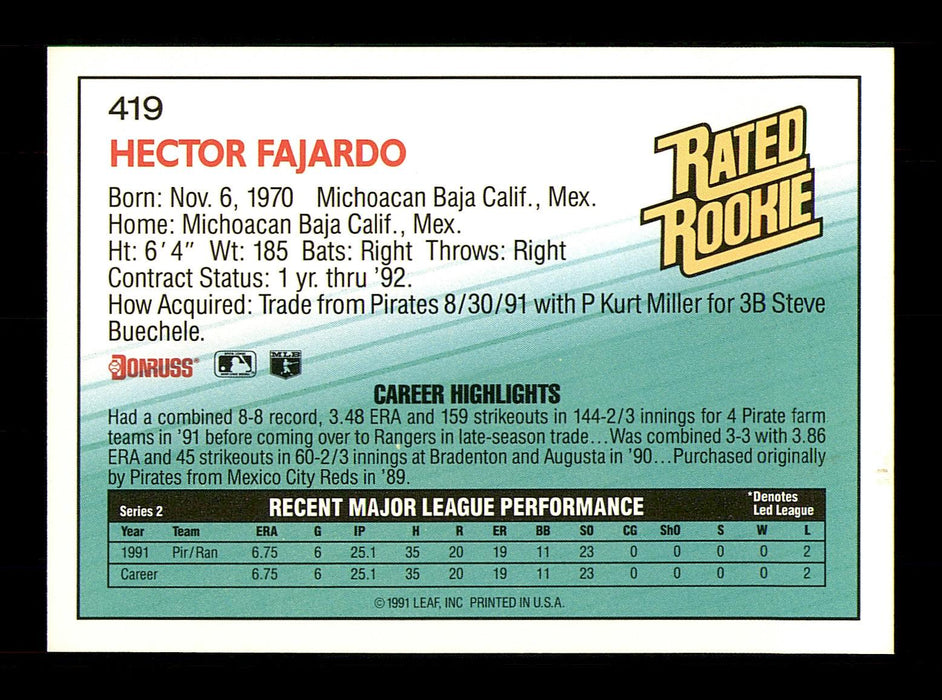 419
HECTOR FAJARDO
RATED
ROOKIE
Born: Nov. 6, 1970 Michoacan Baja Calif., Mex.
Home: Michoacan Baja Calif., Mex.
Ht: 6' 4" Wt: 185 Bats: Right Throws: Right
Contract Status: 1 yr. thru '92.
How Acquired: Trade from Pirates 8/30/91 with P Kurt Miller for 3B Steve
Buechele.
DONRUSS® MLB
CAREER HIGHLIGHTS
Had a combined 8-8 record, 3.48 ERA and 159 strikeouts in 144-2/3 innings for 4 Pirate farm
teams in '91 before coming over to Rangers in late-season trade...Was combined 3-3 with 3.86
ERA and 45 strikeouts in 60-2/3 innings at Bradenton and Augusta in '90...Purchased originally
by Pirates from Mexico City Reds in '89.
Series 2 RECENT MAJOR LEAGUE PERFORMANCE *Denotes
Led League
Year Team ERA G IP H R ER BB SO CG ShO S W L
1991 Pir/Ran 6.75 6 25.1 35 20 19 11 23 0 0 0 0 2
Career 6.75 6 25.1 35 20 19 11 23 0 0 0 0 2
© 1991 LEAF, INC PRINTED IN U.S.A.